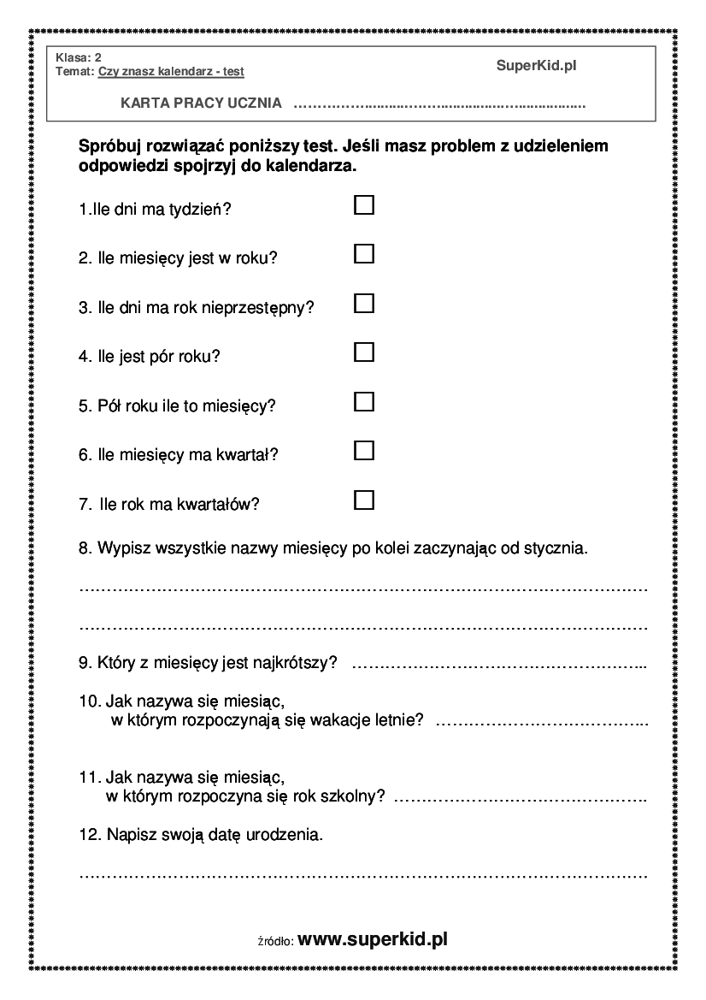 Klasa: 2
Temat: Czy znasz kalendarz - test
SuperKid.pl
KARTA PRACY UCZNIA ……………............……..................…..................
Spróbuj rozwiązać poniższy test. Jeśli masz problem z udzieleniem
odpowiedzi spojrzyj do kalendarza.
1.Ile dni ma tydzień?
2. Ile miesięcy jest w roku?
3. Ile dni ma rok nieprzestępny?
4. Ile jest pór roku?
5. Pół roku ile to miesięcy?
6. Ile miesięcy ma kwartał?
7. Ile rok ma kwartałów?
8. Wypisz wszystkie nazwy miesięcy po kolei zaczynając od stycznia.
…………………………………………………………………………………………
…………………………………………………………………………………………
9. Który z miesięcy jest najkrótszy? ……………………………………………...
10. Jak nazywa się miesiąc,
w którym rozpoczynają się wakacje letnie? ………………………………..
11. Jak nazywa się miesiąc,
w którym rozpoczyna się rok szkolny? ……………………………………….
12. Napisz swoją datę urodzenia.
…………………………………………………………………………………………
źródło: www.superkid.pl